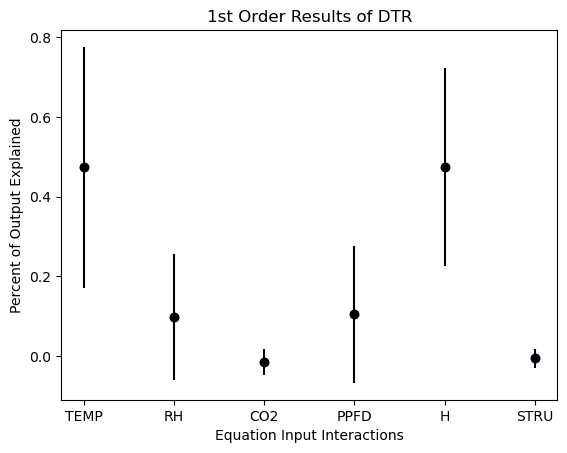 1st Order Results of DTR
Percent of Output Explained
0.8
0.6
0.4
0.2
0.0
TEMP RH CO2 PPFD H STRU
Equation Input Interactions